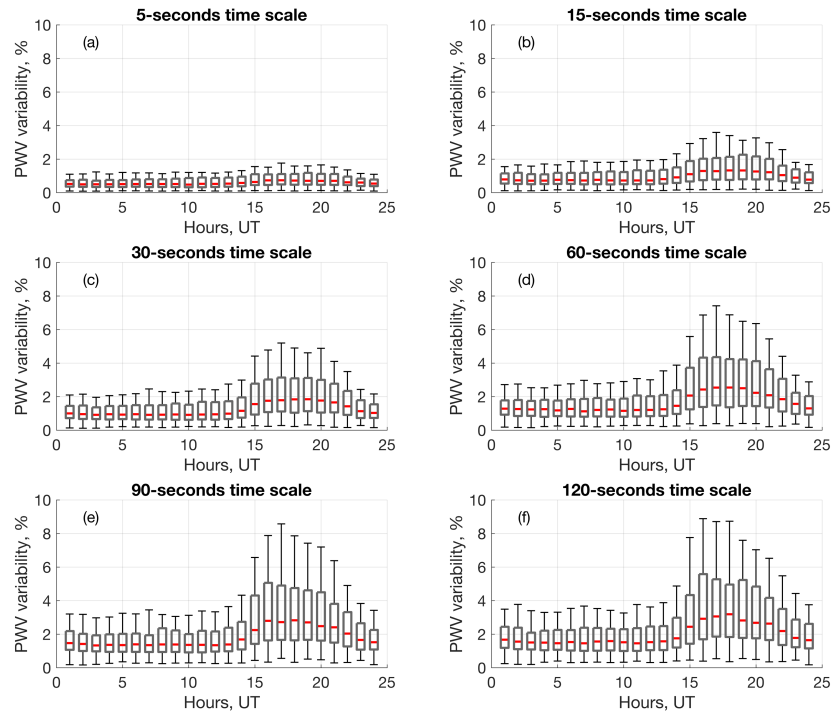 5-seconds time scale
(a)
PWV variability, %
10
8
6
4
2
0
0 5 10 15 20 25
Hours, UT
15-seconds time scale
(b)
PWV variability, %
10
8
6
4
2
0
0 5 10 15 20 25
Hours, UT
30-seconds time scale
(c)
PWV variability, %
10
8
6
4
2
0
0 5 10 15 20 25
Hours, UT
60-seconds time scale
(d)
PWV variability, %
10
8
6
4
2
0
0 5 10 15 20 25
Hours, UT
90-seconds time scale
(e)
PWV variability, %
10
8
6
4
2
0
0 5 10 15 20 25
Hours, UT
120-seconds time scale
(f)
PWV variability, %
10
8
6
4
2
0
0 5 10 15 20 25
Hours, UT